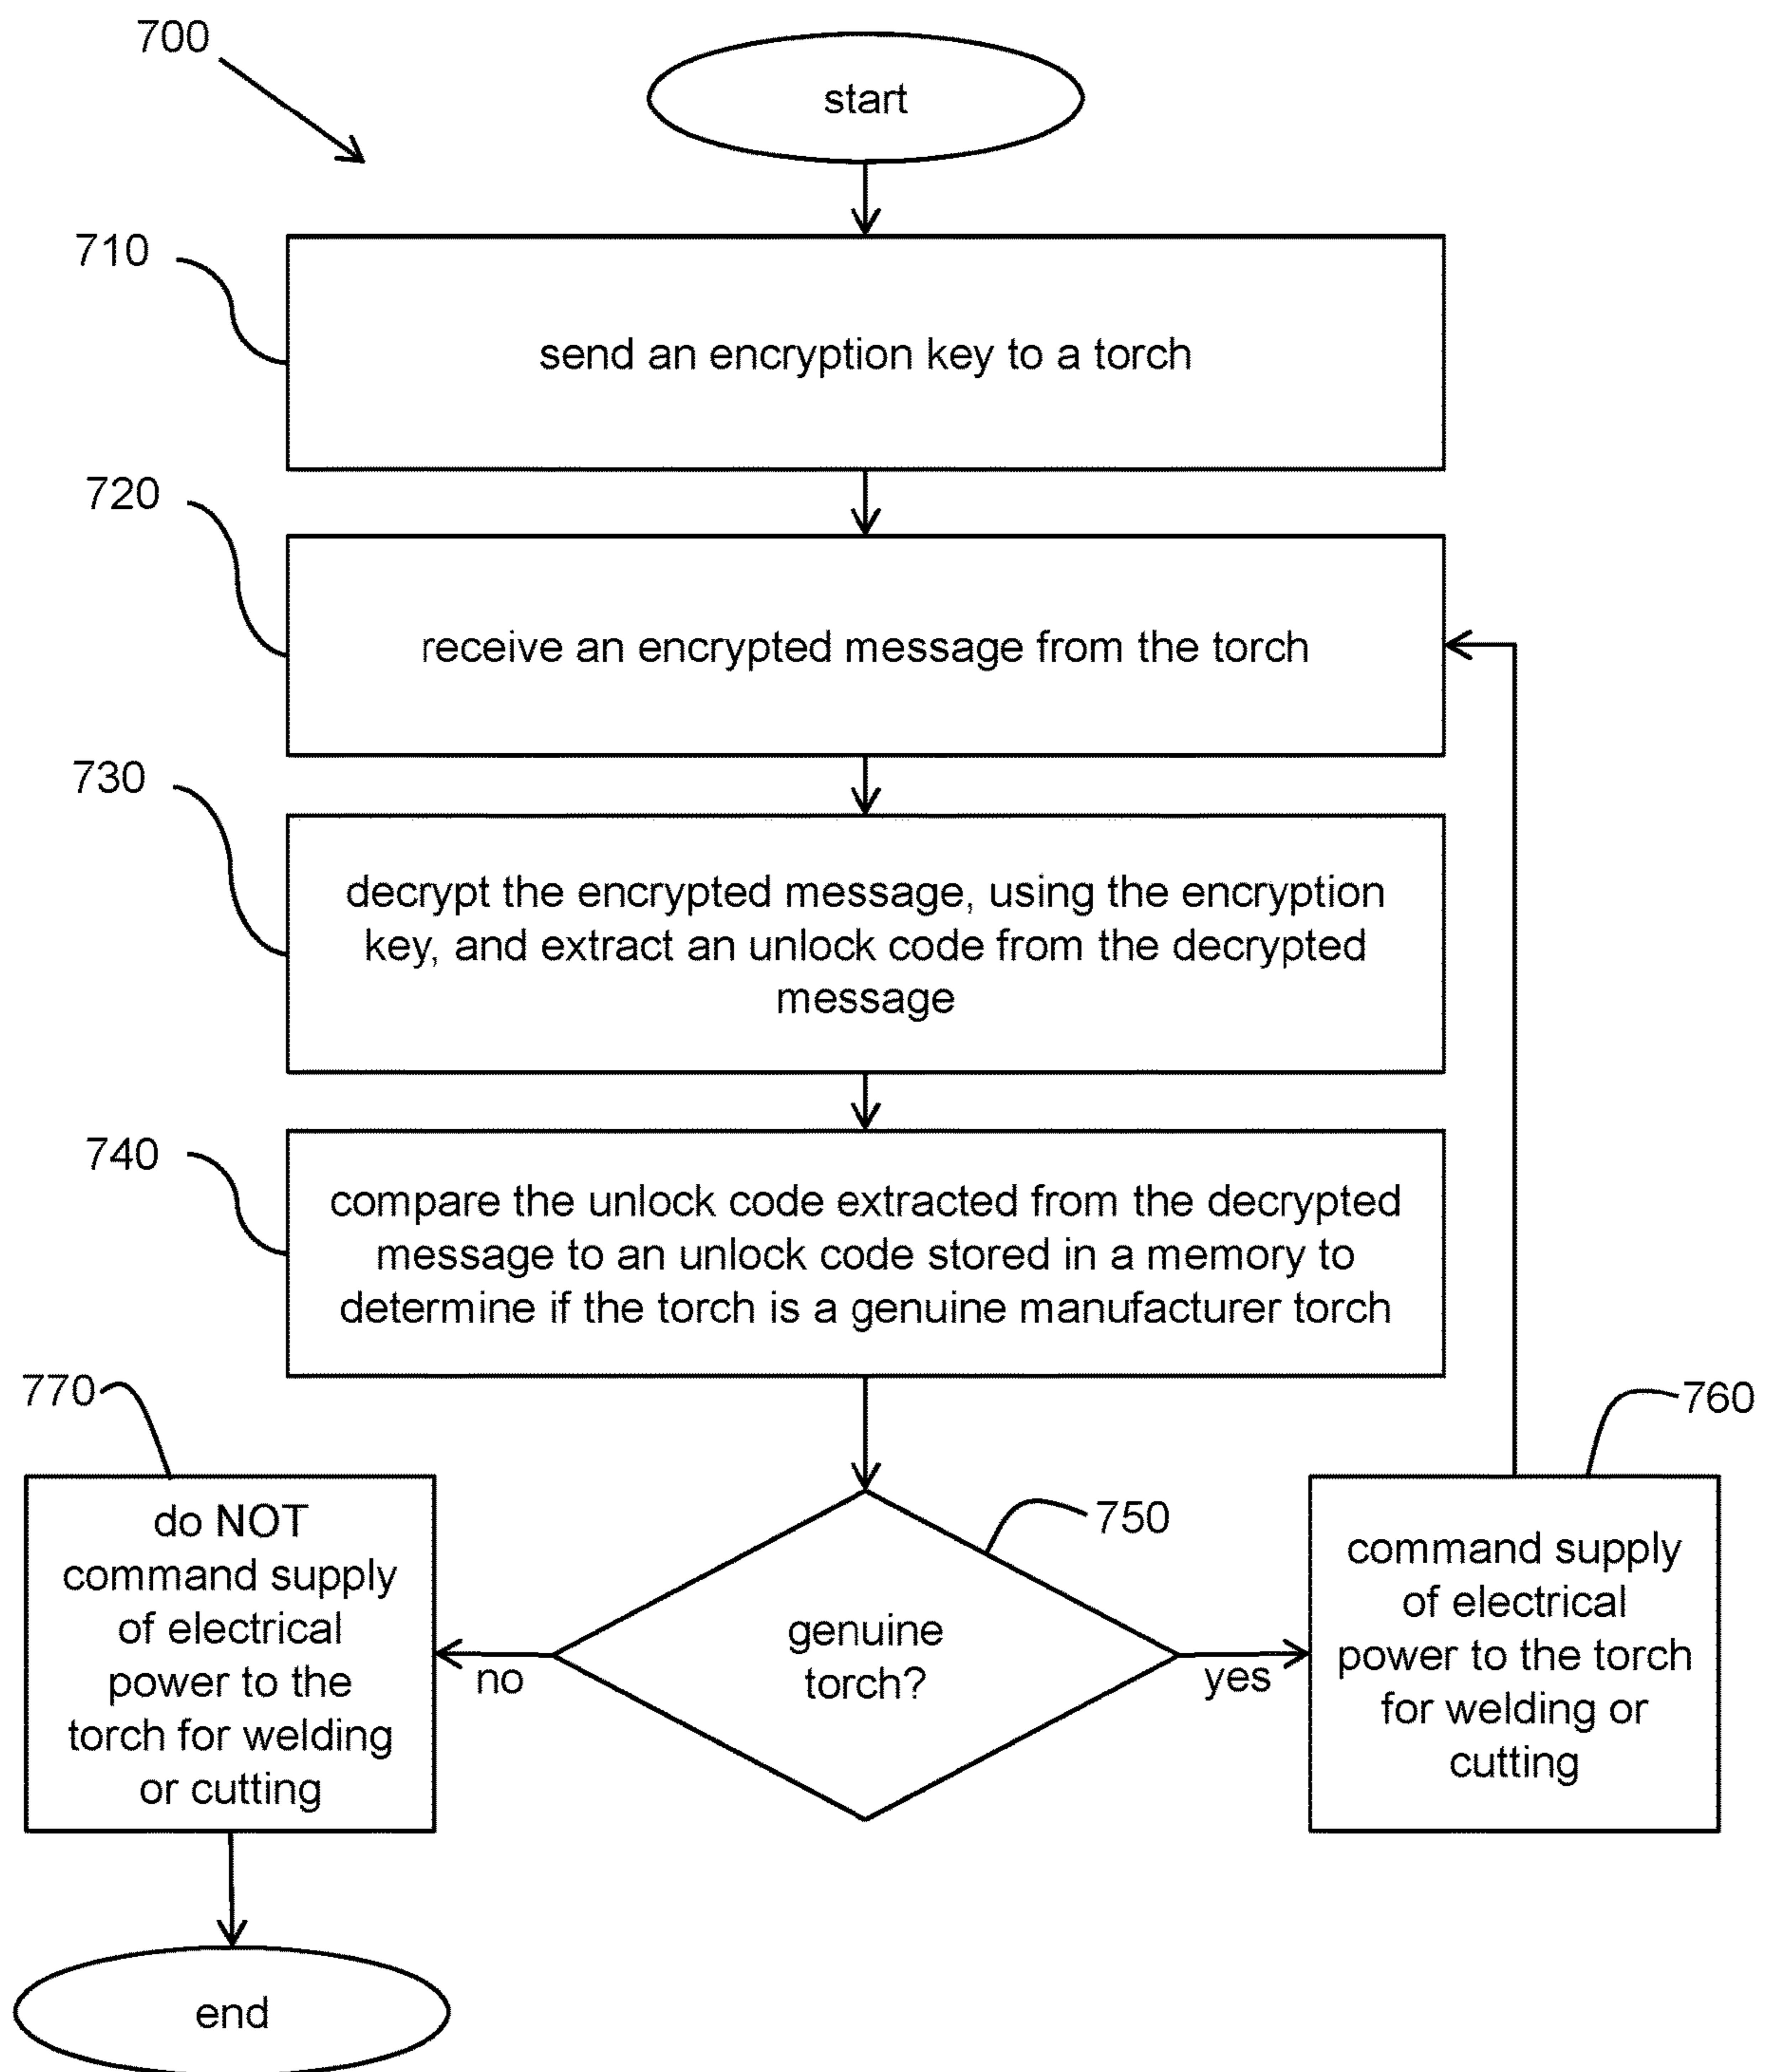 700
start
710
send an encryption key to a torch
720
receive an encrypted message from the torch
730
decrypt the encrypted message, using the encryption
key, and extract an unlock code from the decrypted
message
740
compare the unlock code extracted from the decrypted
message to an unlock code stored in a memory to
determine if the torch is a genuine manufacturer torch
770
do NOT
command supply
of electrical
power to the
torch for welding
or cutting
no
750
genuine
torch?
yes
760
command supply
of electrical
power to the torch
for welding or
cutting
end